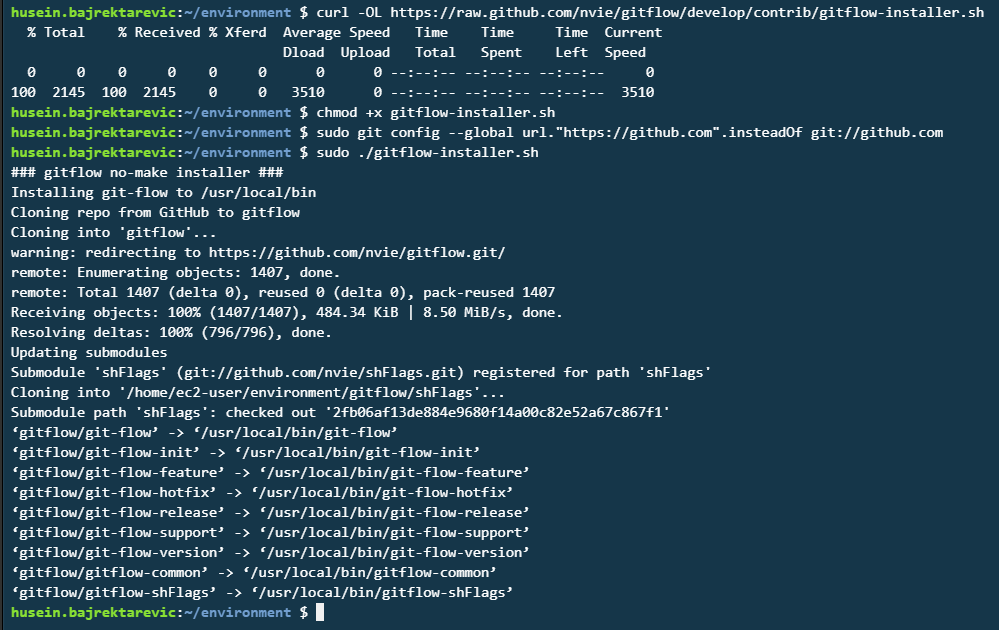 husein.bajrektarevic:~/environment $ curl -OL https://raw.github.com/nvie/gitflow/develop/contrib/gitflow-installer.sh
  % Total    % Received % Xferd  Average Speed   Time    Time     Time  Current
                                 Dload  Upload   Total   Spent    Left  Speed
  0     0    0     0    0     0      0      0 --:--:-- --:--:-- --:--:--     0
100  2145  100  2145    0     0   3510      0 --:--:-- --:--:-- --:--:--  3510
husein.bajrektarevic:~/environment $ chmod +x gitflow-installer.sh
husein.bajrektarevic:~/environment $ sudo git config --global url."https://github.com".insteadOf git://github.com
husein.bajrektarevic:~/environment $ sudo ./gitflow-installer.sh
### gitflow no-make installer ###
Installing git-flow to /usr/local/bin
Cloning repo from GitHub to gitflow
Cloning into 'gitflow'...
warning: redirecting to https://github.com/nvie/gitflow.git/
remote: Enumerating objects: 1407, done.
remote: Total 1407 (delta 0), reused 0 (delta 0), pack-reused 1407
Receiving objects: 100% (1407/1407), 484.34 KiB | 8.50 MiB/s, done.
Resolving deltas: 100% (796/796), done.
Updating submodules
Submodule 'shFlags' (git://github.com/nvie/shFlags.git) registered for path 'shFlags'
Cloning into '/home/ec2-user/environment/gitflow/shFlags'...
Submodule path 'shFlags': checked out '2fb06af13de884e9680f14a00c82e52a67c867f1'
‘gitflow/git-flow’ -> ‘/usr/local/bin/git-flow’
‘gitflow/git-flow-init’ -> ‘/usr/local/bin/git-flow-init’
‘gitflow/git-flow-feature’ -> ‘/usr/local/bin/git-flow-feature’
‘gitflow/git-flow-hotfix’ -> ‘/usr/local/bin/git-flow-hotfix’
‘gitflow/git-flow-release’ -> ‘/usr/local/bin/git-flow-release’
‘gitflow/git-flow-support’ -> ‘/usr/local/bin/git-flow-support’
‘gitflow/git-flow-version’ -> ‘/usr/local/bin/git-flow-version’
‘gitflow/gitflow-common’ -> ‘/usr/local/bin/gitflow-common’
‘gitflow/gitflow-shFlags’ -> ‘/usr/local/bin/gitflow-shFlags’
husein.bajrektarevic:~/environment $